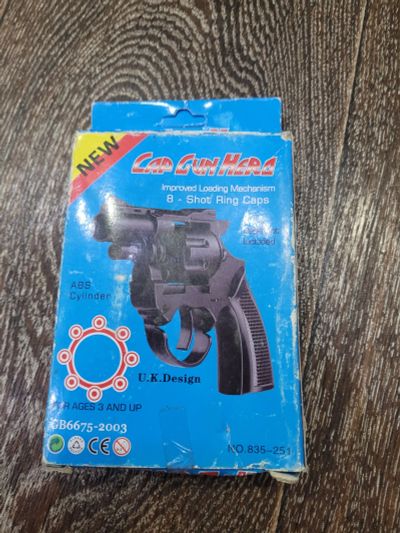 NEW
CAP GUN HERO
Improved Loading Mechanism
8 - Shot Ring Caps
ABS
Cylinder
U.K.Design
FOR AGES 3 AND UP
GB6675-2003
CE
NO.835-251